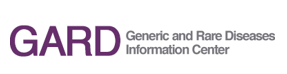 GARD Generic and Rare Diseases
Information Center